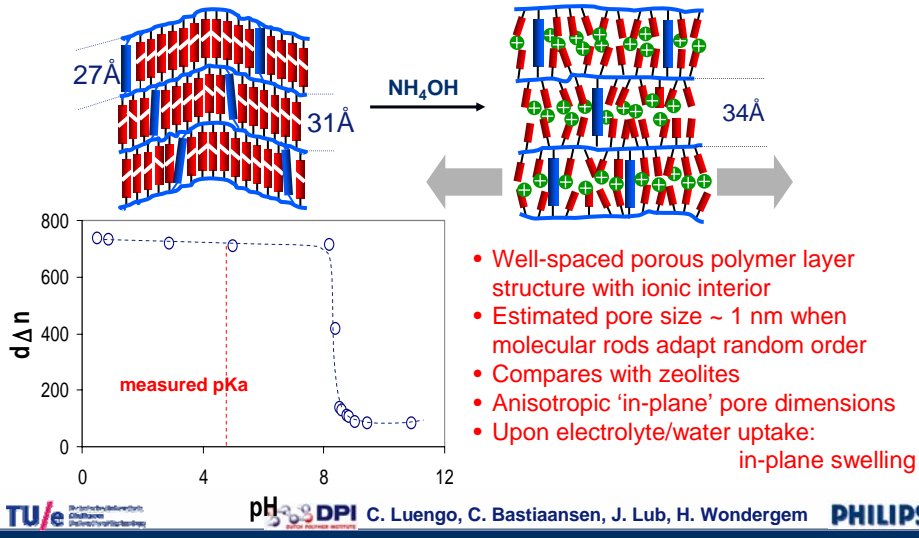 27Å
31Å
NH4OH
34Å
800
600
400
200
0
d Δ n
measured pKa
0 4 8 12
pH
• Well-spaced porous polymer layer
structure with ionic interior
• Estimated pore size ~ 1 nm when
molecular rods adapt random order
• Compares with zeolites
• Anisotropic ‘in-plane’ pore dimensions
• Upon electrolyte/water uptake:
in-plane swelling
TU/e
DPI
C. Luengo, C. Bastiaansen, J. Lub, H. Wondergem
PHILIPS